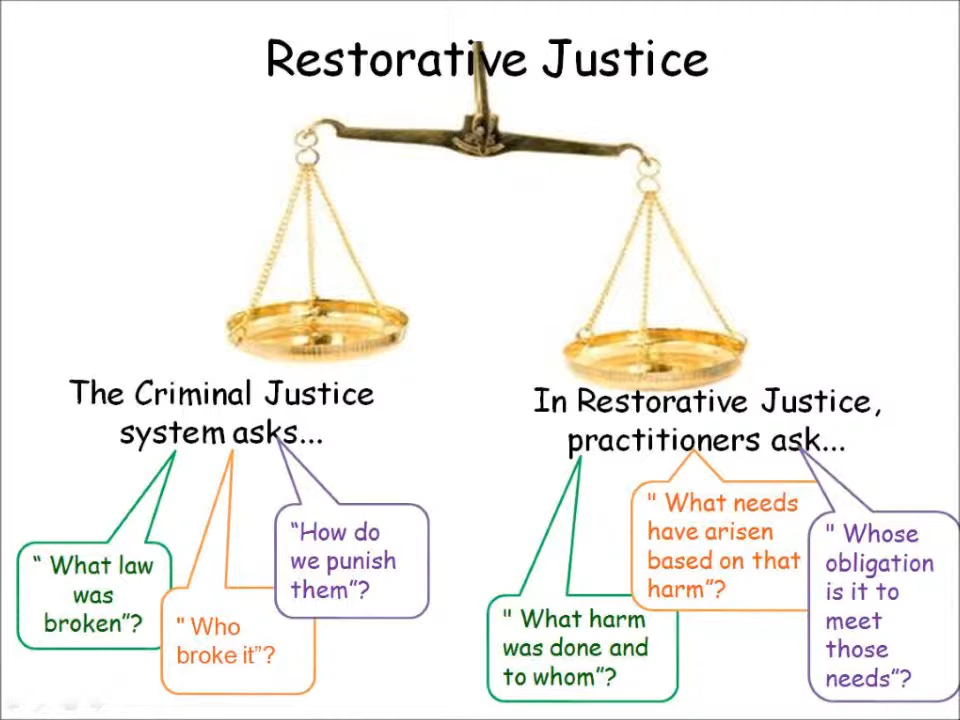 Restorative Justice
The Criminal Justice
system asks...
“ What law
was
broken”?
" Who
broke it”?
“How do
we punish
them”?
In Restorative Justice,
practitioners ask...
" What harm
was done and
to whom”?
" What needs
have arisen
based on that
harm”?
" Whose
obligation
is it to
meet
those
needs”?